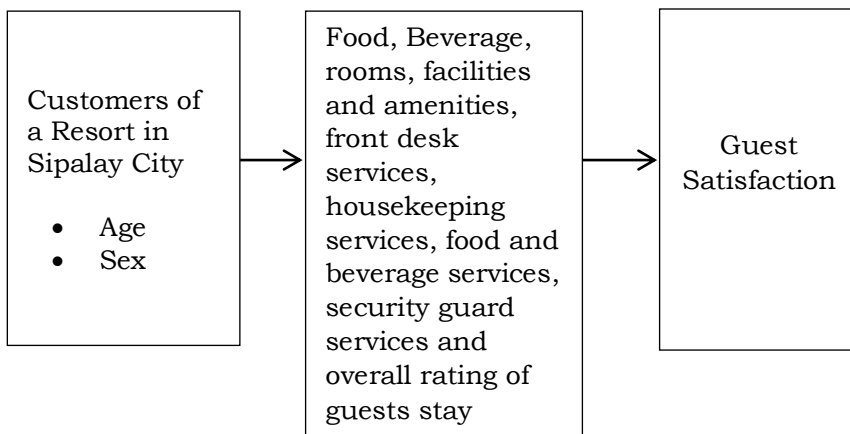 Customers of
a Resort in
Sipalay City
• Age
• Sex
Food, Beverage,
rooms, facilities
and amenities,
front desk
services,
housekeeping
services, food and
beverage services,
security guard
services and
overall rating of
guests stay
Guest
Satisfaction